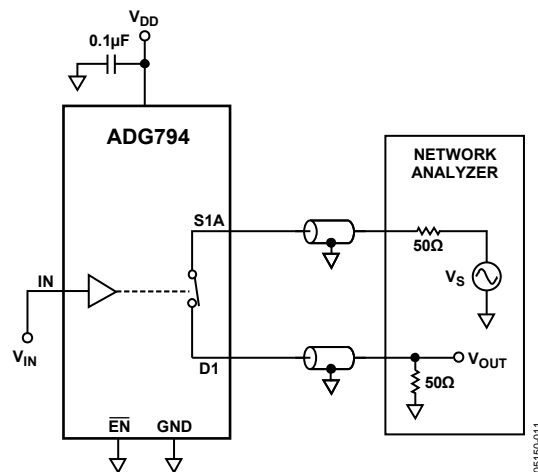 VDD
0.1µF
ADG794
NETWORK
ANALYZER
S1A
50Ω
VS
IN
VIN
D1
VOUT
50Ω
EN
GND
05150-011